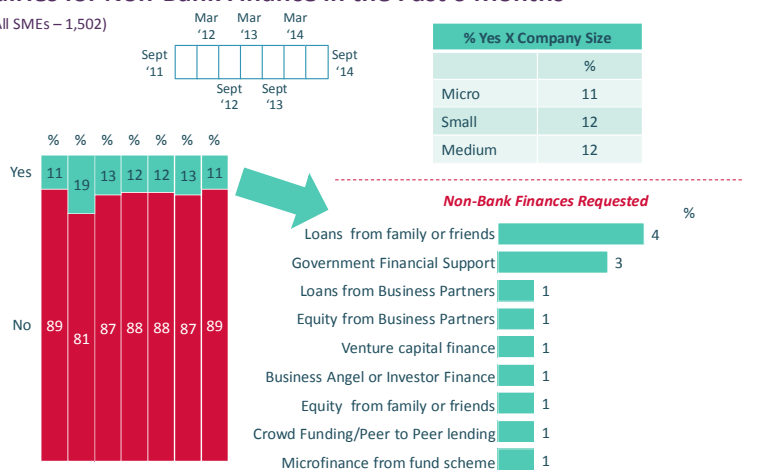 All SMEs – 1,502)
Mar Mar Mar
'12 '13 '14
Sept Sept
'11 '14
Sept Sept
'12 '13
% Yes X Company Size
%
Micro 11
Small 12
Medium 12
% % % % % % %
Yes 11 19 13 12 12 13 11
No 89 81 87 88 88 87 89
Non-Bank Finances Requested
%
Loans from family or friends 4
Government Financial Support 3
Loans from Business Partners 1
Equity from Business Partners 1
Venture capital finance 1
Business Angel or Investor Finance 1
Equity from family or friends 1
Crowd Funding/Peer to Peer lending 1
Microfinance from fund scheme 1